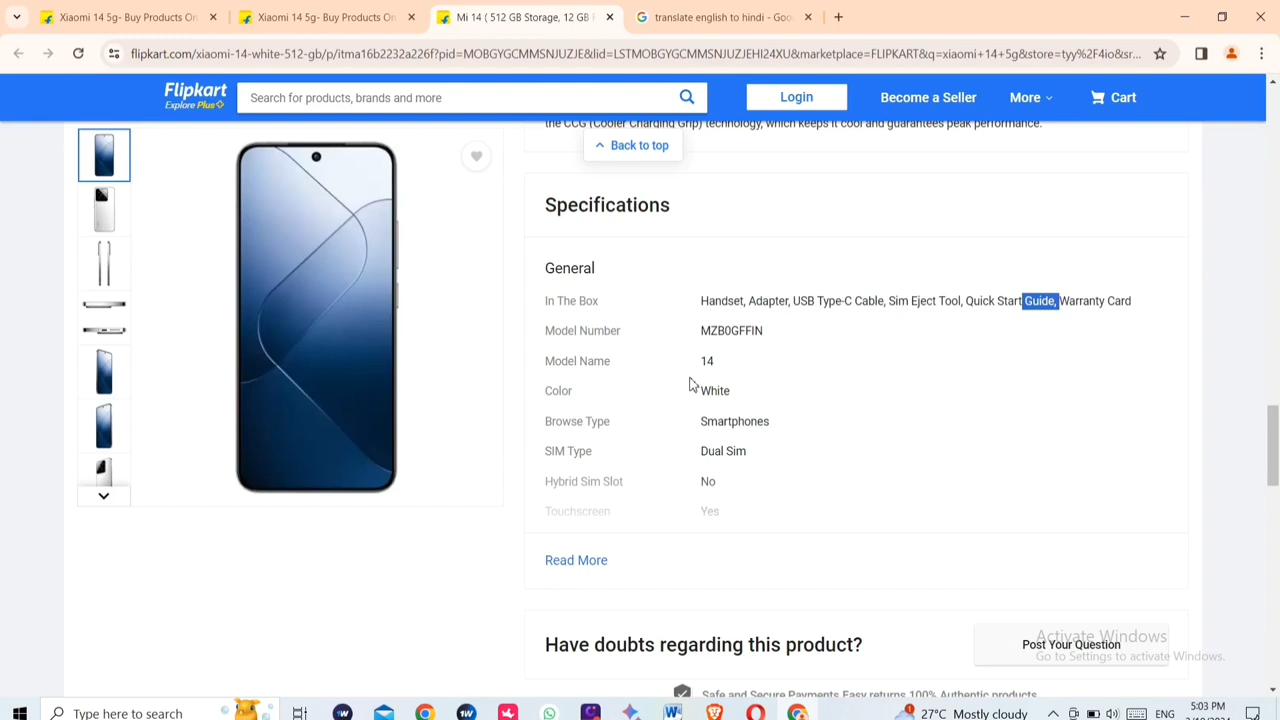 Xiaomi 14 5g- Buy Products On
Xiaomi 14 5g- Buy Products On
Mi 14 ( 512 GB Storage, 12 GB
translate english to hindi - Goo
flipkart.com/xiaomi-14-white-512-gb/p/itma16b2232a226f?pid=MOBGYGCMMSNJUZJE&lid=LSTMOBGYGCMMSNJUZJEHI24XU&marketplace=FLIPKART&q=xiaomi+14+5g&store=tyy%2F4io&sr...
Flipkart
Explore Plus
Search for products, brands and more
Login
Become a Seller
More
Cart
the CCG (Cooler Charging Grip) technology, which keeps it cool and guarantees peak performance.
Back to top
Specifications
General
In The Box Handset, Adapter, USB Type-C Cable, Sim Eject Tool, Quick Start Guide, Warranty Card
Model Number MZB0GFFIN
Model Name 14
Color White
Browse Type Smartphones
SIM Type Dual Sim
Hybrid Sim Slot No
Touchscreen Yes
Read More
Have doubts regarding this product?
Post Your Question
Activate Windows
Go to Settings to activate Windows.
Safe and Secure Payments.Easy returns.100% Authentic products.
Type here to search
27°C Mostly cloudy
ENG
5:03 PM